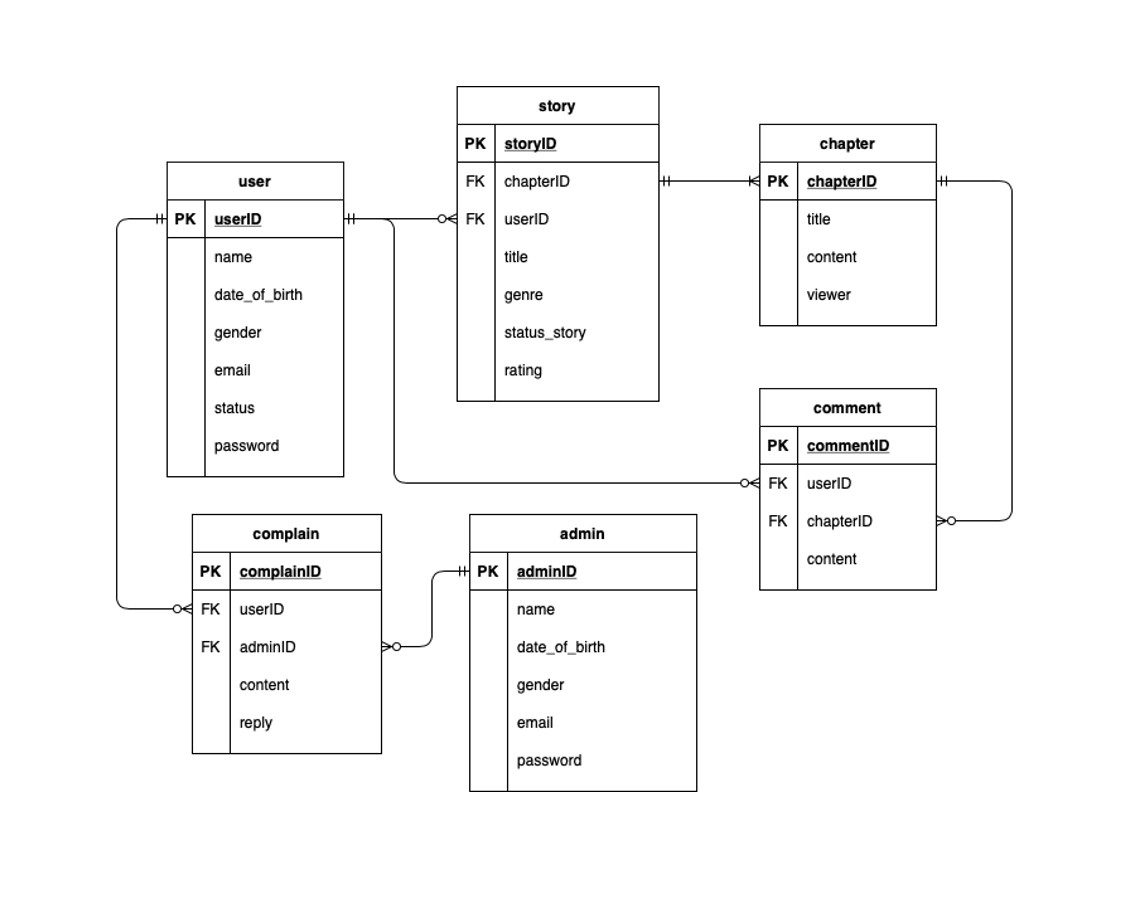 story
PK storyID
FK chapterID
FK userID
title
genre
status_story
rating
chapter
PK chapterID
title
content
viewer
user
PK userID
name
date_of_birth
gender
email
status
password
comment
PK commentID
FK userID
FK chapterID
content
complain
PK complainID
FK userID
FK adminID
content
reply
admin
PK adminID
name
date_of_birth
gender
email
password